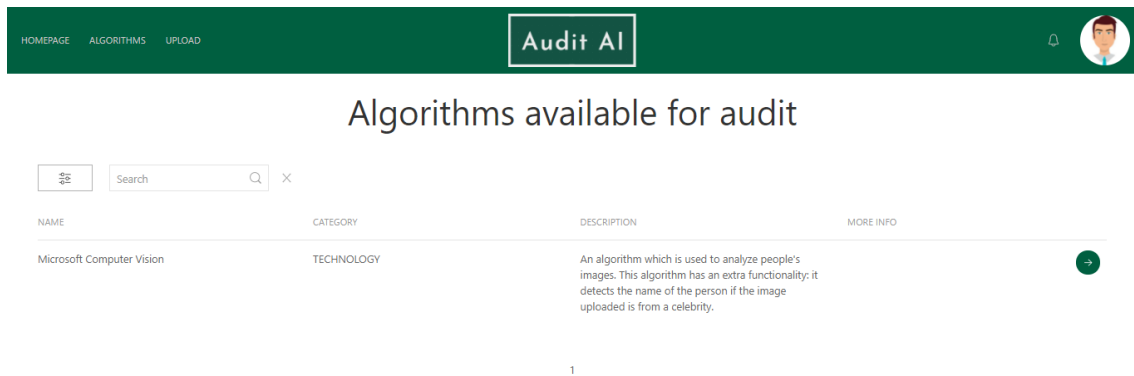 HOMEPAGE ALGORITHMS UPLOAD
Audit AI
Algorithms available for audit
Search
NAME CATEGORY DESCRIPTION MORE INFO
Microsoft Computer Vision TECHNOLOGY An algorithm which is used to analyze people's
images. This algorithm has an extra functionality: it
detects the name of the person if the image
uploaded is from a celebrity.
1